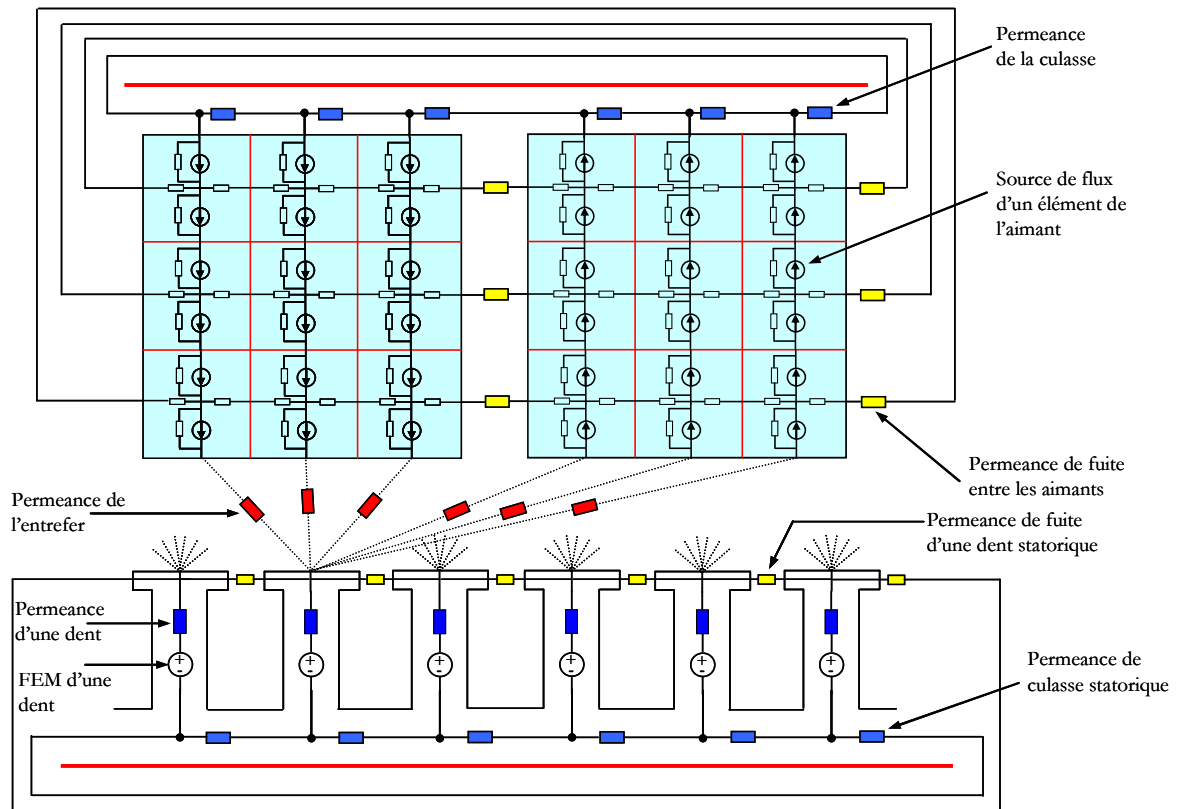 Permeance
de la culasse
Source de flux
d'un élément de
l'aimant
Permeance de fuite
entre les aimants
Permeance de
l'entrefer
Permeance de fuite
d'une dent statorique
Permeance
d'une dent
FEM d'une
dent
Permeance de
culasse statorique
+
-
+
-
+
-
+
-
+
-
+
-